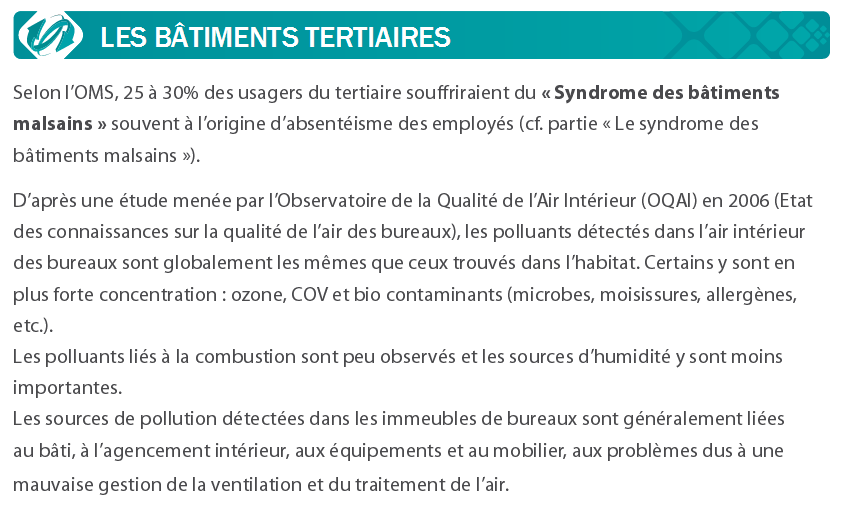 LES BÂTIMENTS TERTIAIRES
Selon l’OMS, 25 à 30% des usagers du tertiaire souffriraient du « Syndrome des bâtiments
malsains » souvent à l’origine d’absentéisme des employés (cf. partie « Le syndrome des
bâtiments malsains »).
D’après une étude menée par l’Observatoire de la Qualité de l’Air Intérieur (OQAI) en 2006 (Etat
des connaissances sur la qualité de l’air des bureaux), les polluants détectés dans l’air intérieur
des bureaux sont globalement les mêmes que ceux trouvés dans l’habitat. Certains y sont en
plus forte concentration : ozone, COV et bio contaminants (microbes, moisissures, allergènes,
etc.).
Les polluants liés à la combustion sont peu observés et les sources d’humidité y sont moins
importantes.
Les sources de pollution détectées dans les immeubles de bureaux sont généralement liées
au bâti, à l’agencement intérieur, aux équipements et au mobilier, aux problèmes dus à une
mauvaise gestion de la ventilation et du traitement de l’air.